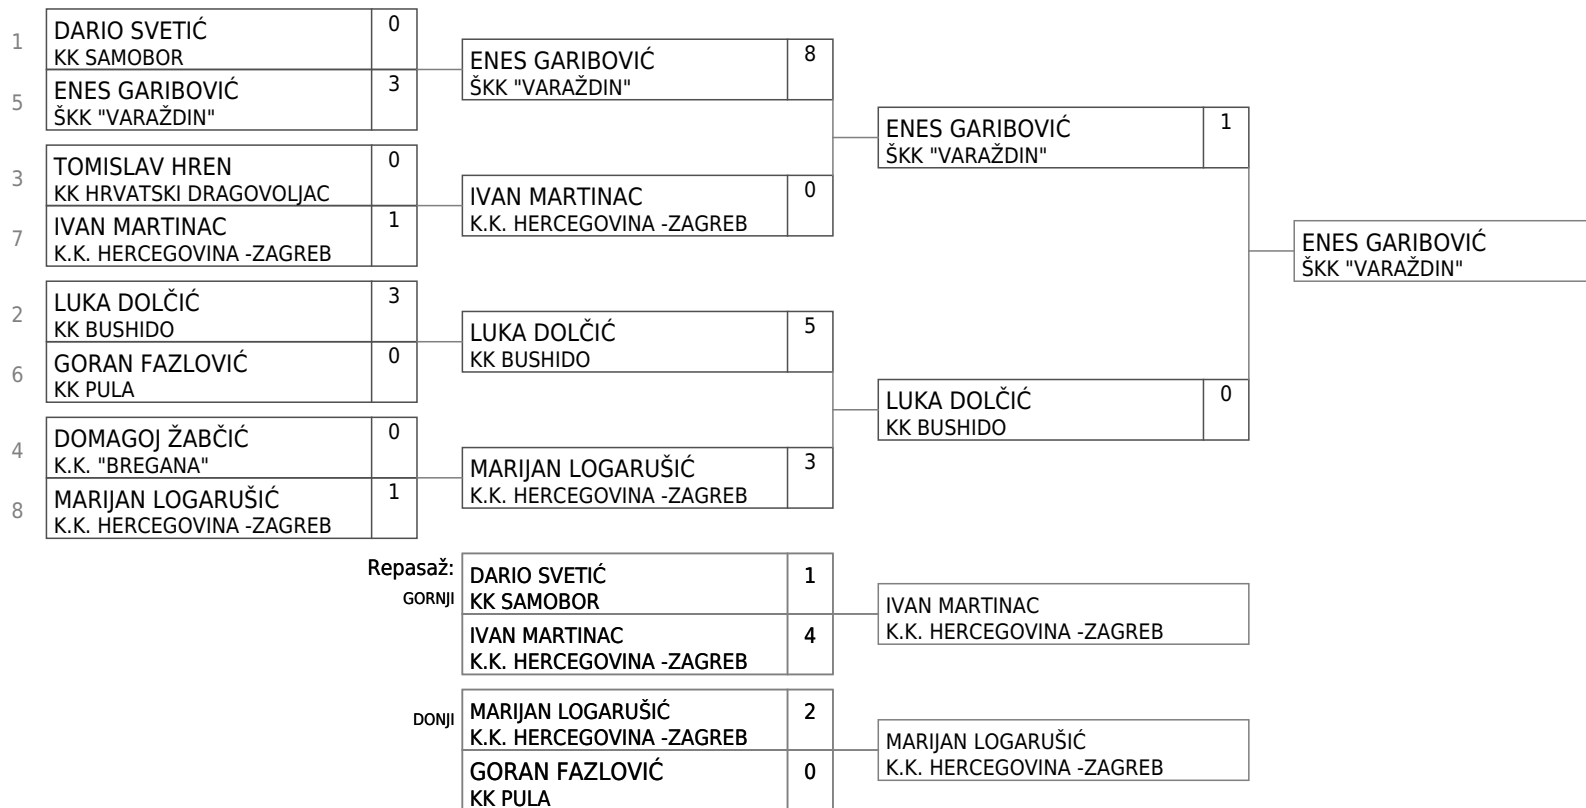 1
DARIO SVETIĆ
KK SAMOBOR
0
5
ENES GARIBOVIĆ
ŠKK "VARAŽDIN"
3
3
TOMISLAV HREN
KK HRVATSKI DRAGOVOLJAC
0
7
IVAN MARTINAC
K.K. HERCEGOVINA -ZAGREB
1
2
LUKA DOLČIĆ
KK BUSHIDO
3
6
GORAN FAZLOVIĆ
KK PULA
0
4
DOMAGOJ ŽABČIĆ
K.K. "BREGANA"
0
8
MARIJAN LOGARUŠIĆ
K.K. HERCEGOVINA -ZAGREB
1
ENES GARIBOVIĆ
ŠKK "VARAŽDIN"
8
IVAN MARTINAC
K.K. HERCEGOVINA -ZAGREB
0
LUKA DOLČIĆ
KK BUSHIDO
5
MARIJAN LOGARUŠIĆ
K.K. HERCEGOVINA -ZAGREB
3
ENES GARIBOVIĆ
ŠKK "VARAŽDIN"
1
LUKA DOLČIĆ
KK BUSHIDO
0
ENES GARIBOVIĆ
ŠKK "VARAŽDIN"
Repasaž:
GORNJI
DARIO SVETIĆ
KK SAMOBOR
1
IVAN MARTINAC
K.K. HERCEGOVINA -ZAGREB
4
IVAN MARTINAC
K.K. HERCEGOVINA -ZAGREB
DONJI
MARIJAN LOGARUŠIĆ
K.K. HERCEGOVINA -ZAGREB
2
GORAN FAZLOVIĆ
KK PULA
0
MARIJAN LOGARUŠIĆ
K.K. HERCEGOVINA -ZAGREB